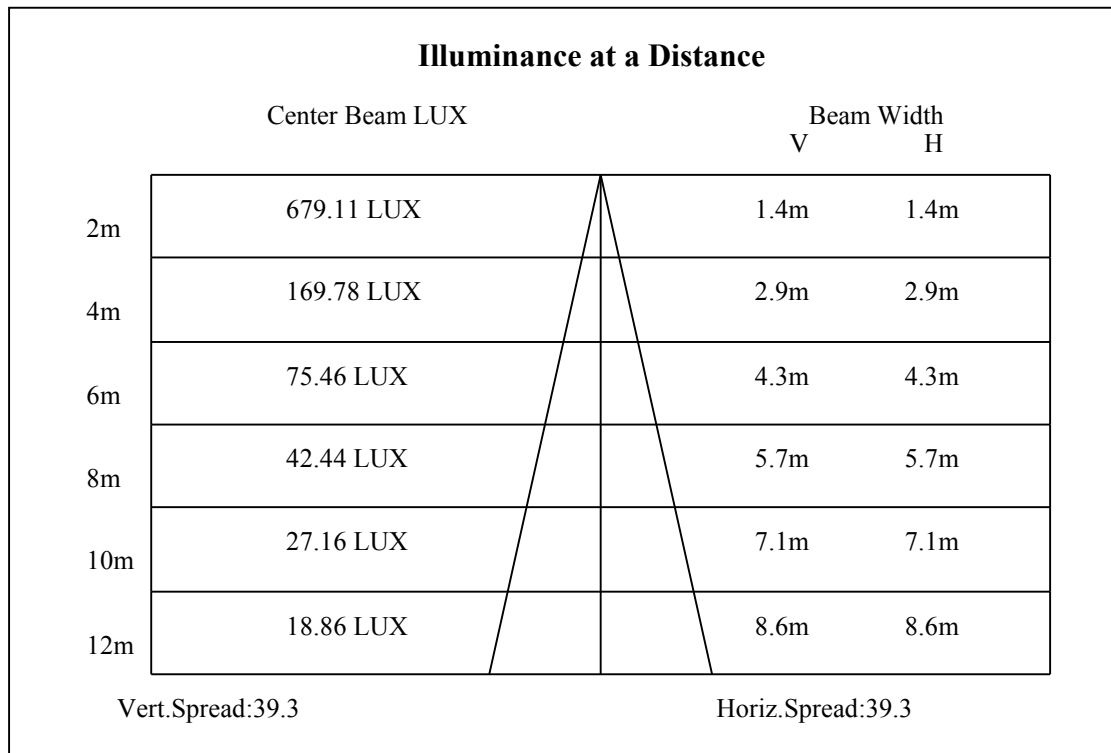 Illuminance at a Distance
Center Beam LUX Beam Width
V H
2m 679.11 LUX 1.4m 1.4m
4m 169.78 LUX 2.9m 2.9m
6m 75.46 LUX 4.3m 4.3m
8m 42.44 LUX 5.7m 5.7m
10m 27.16 LUX 7.1m 7.1m
12m 18.86 LUX 8.6m 8.6m
Vert.Spread:39.3 Horiz.Spread:39.3